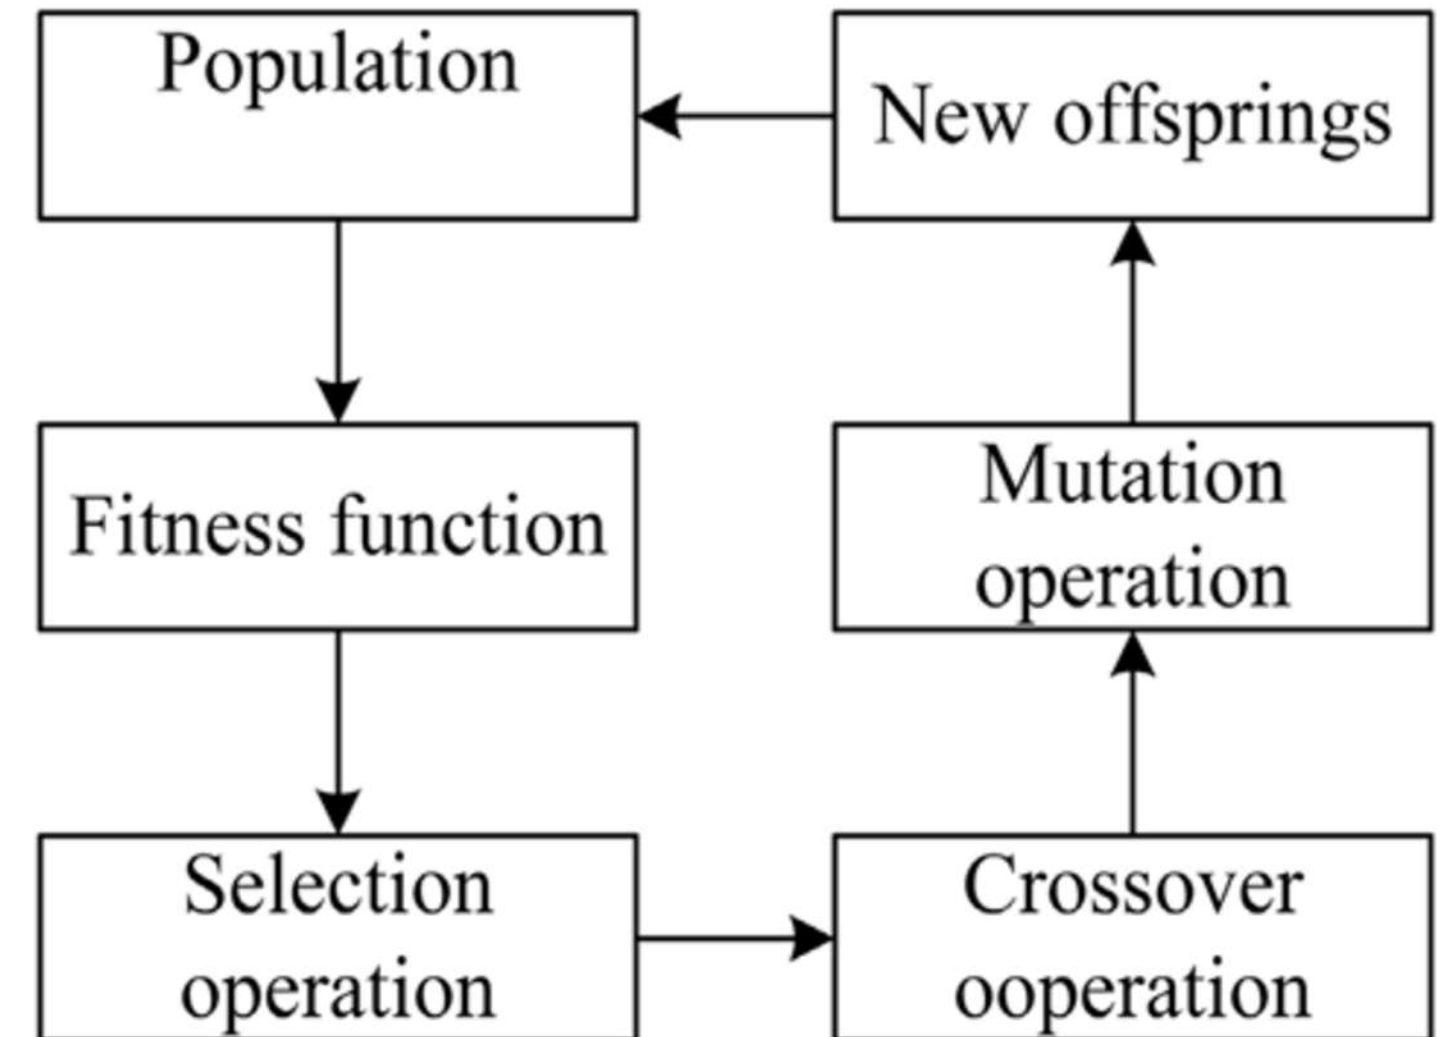 Population
New offsprings
Fitness function
Mutation
operation
Selection
operation
Crossover
ooperation